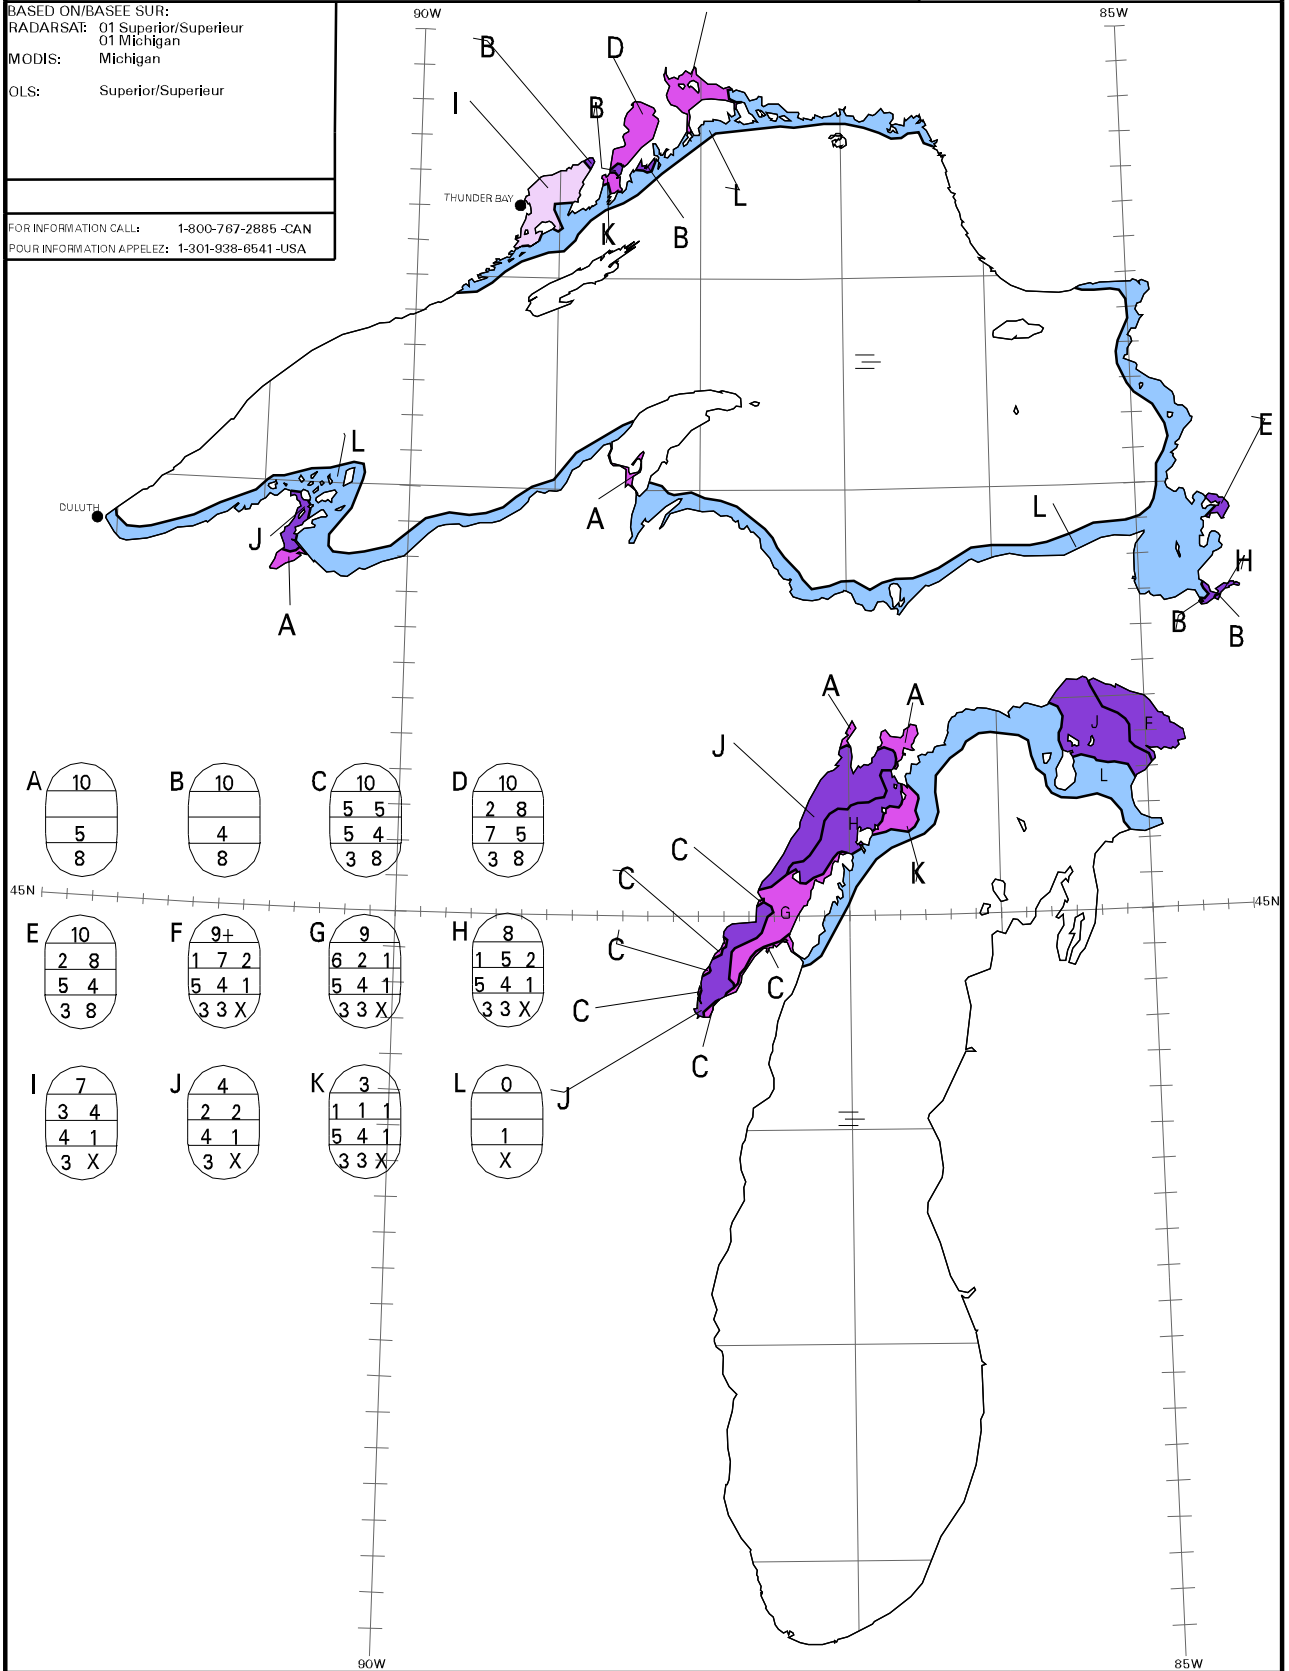 BASED ON/BASEE SUR:
RADARSAT: 01 Superior/Superieur
01 Michigan
MODIS: Michigan
OLS: Superior/Superieur
FOR INFORMATION CALL: 1-800-767-2885 -CAN
POUR INFORMATION APPELEZ: 1-301-938-6541 -USA
90W
85W
B
D
I
B
THUNDER BAY
L
K
B
L
E
DULUTH
A
L
J
H
A
B
B
A
A
J
J
F
L
H
C
K
C
G
C
C
C
C
J
A 10
5
8
B 10
4
8
C 10
5 5
5 4
3 8
D 10
2 8
7 5
3 8
45N
45N
E 10
2 8
5 4
3 8
F 9+
1 7 2
5 4 1
3 3 X
G 9
6 2 1
5 4 1
3 3 X
H 8
1 5 2
5 4 1
3 3 X
I 7
3 4
4 1
3 X
J 4
2 2
4 1
3 X
K 3
1 1 1
5 4 1
3 3 X
L 0
1
X
90W
85W